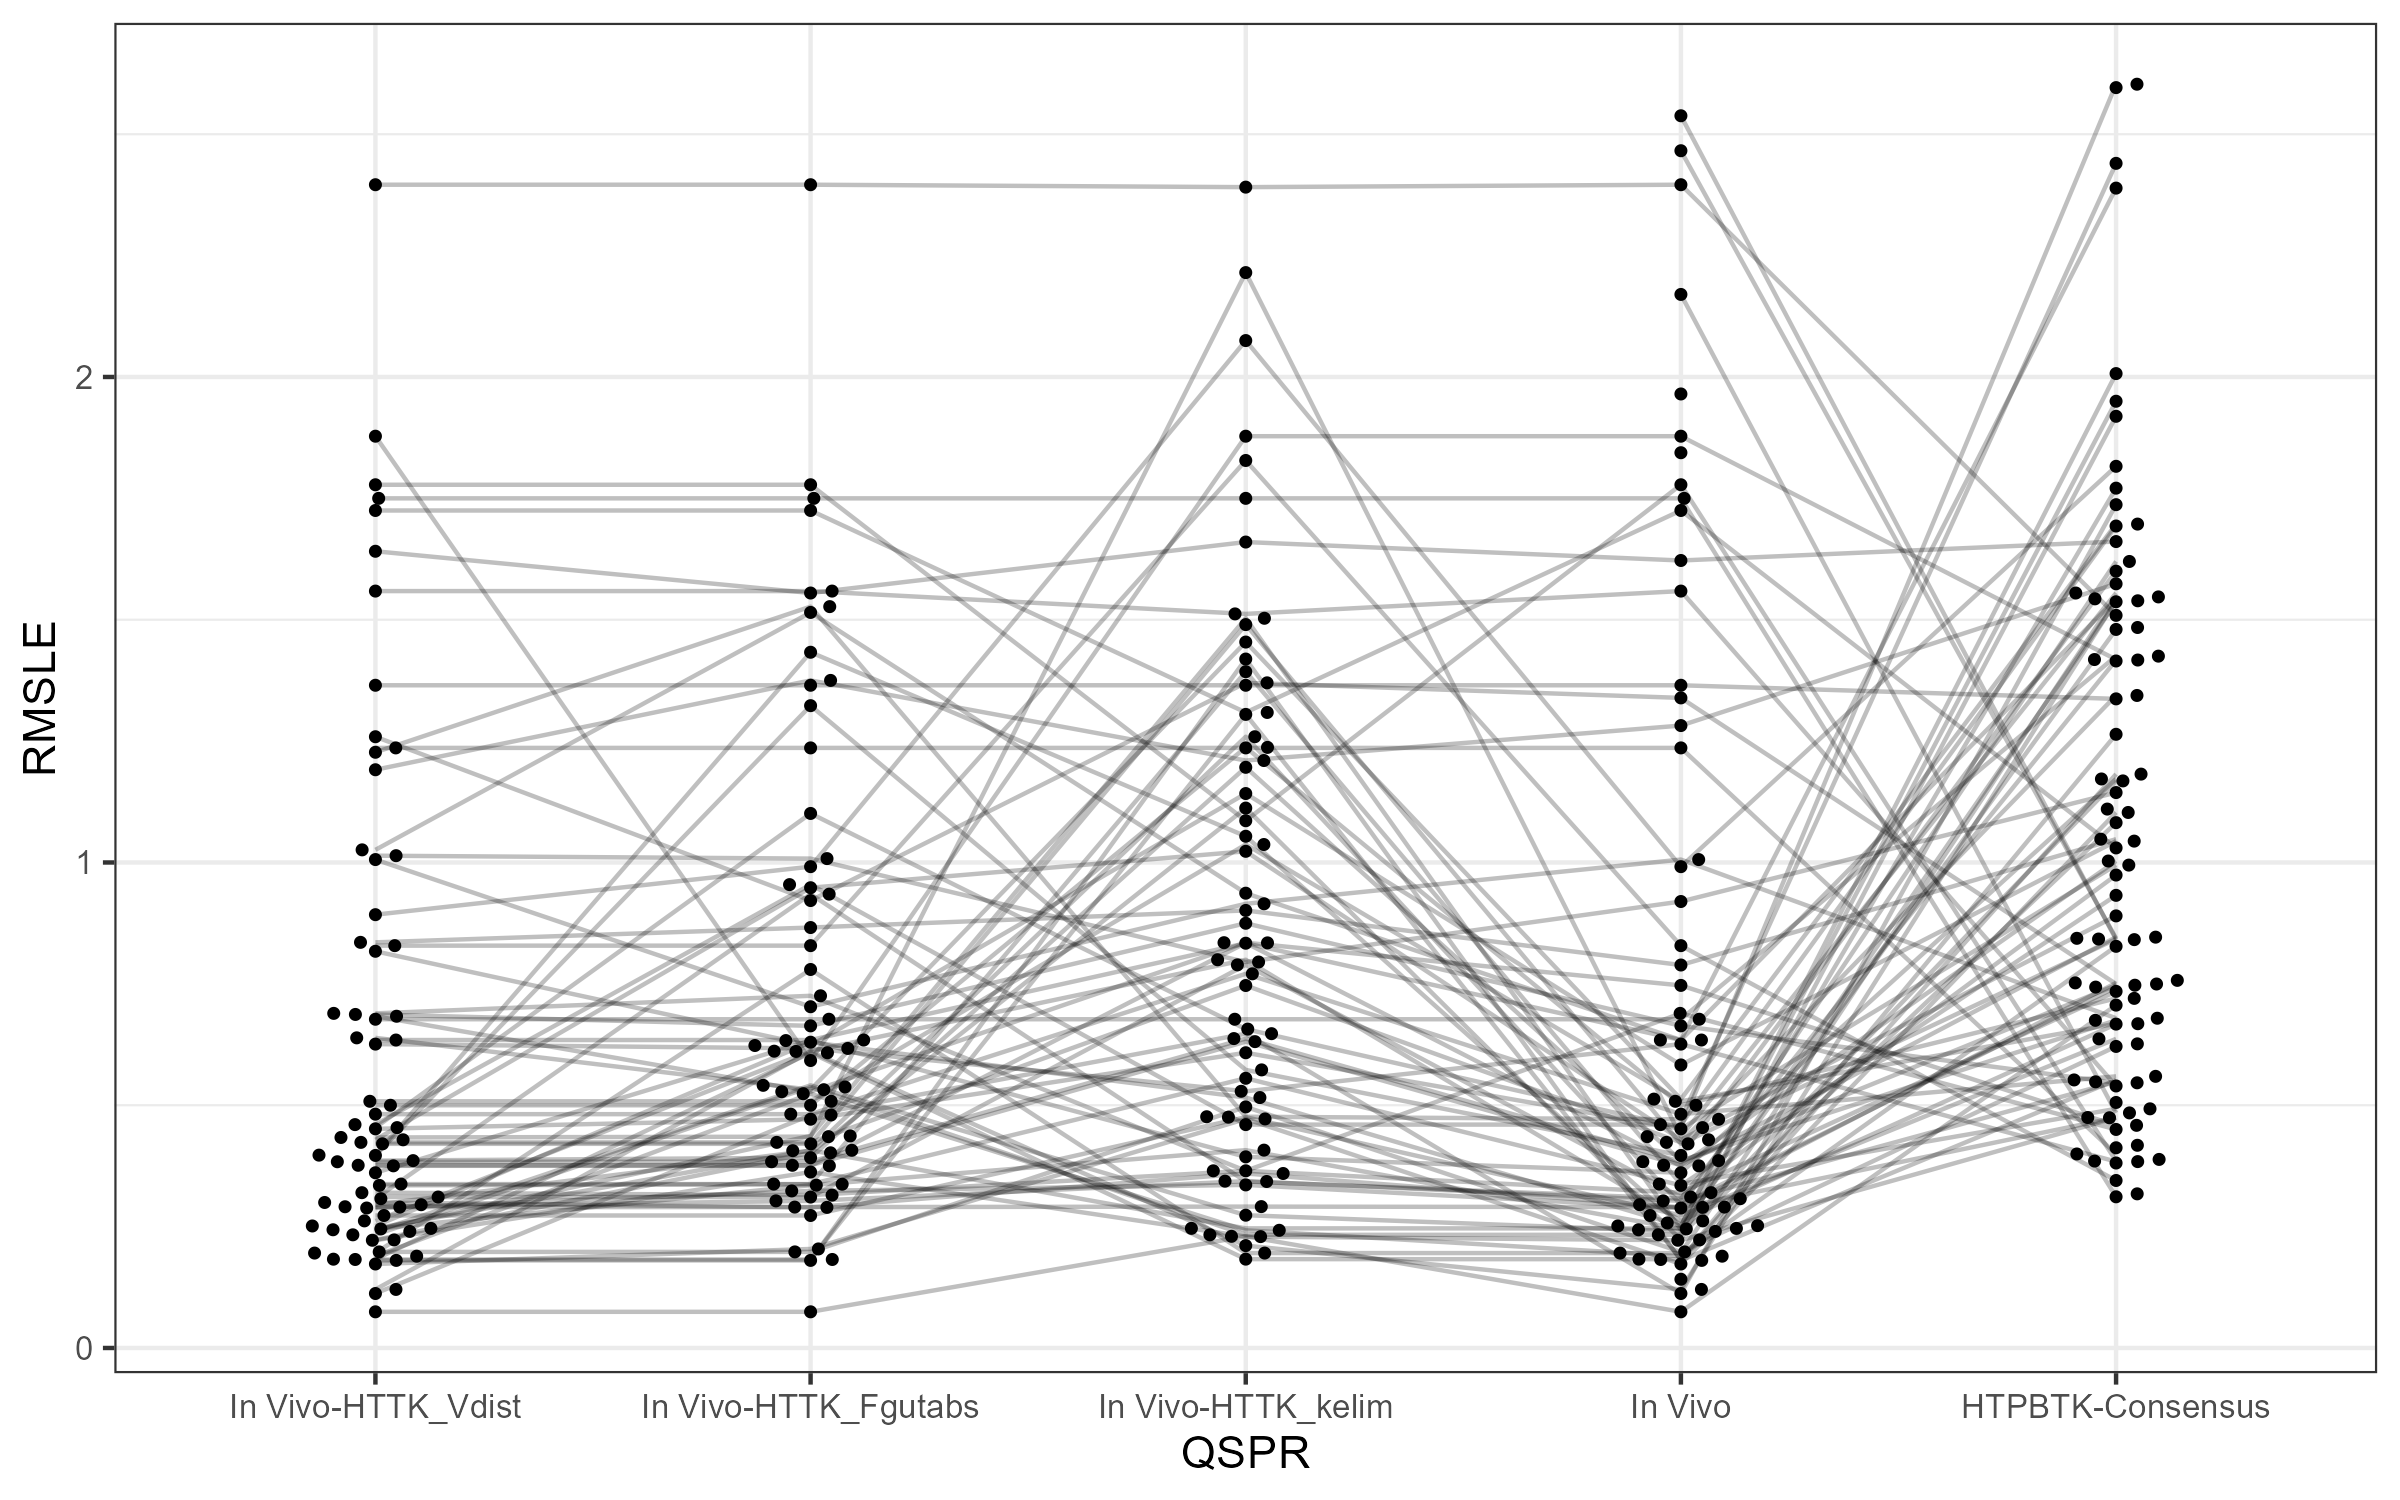 RMSLE
2
1
0
In Vivo-HTTK_Vdist
In Vivo-HTTK_Fgutabs
In Vivo-HTTK_kelim
In Vivo
HTPBTK-Consensus
QSPR